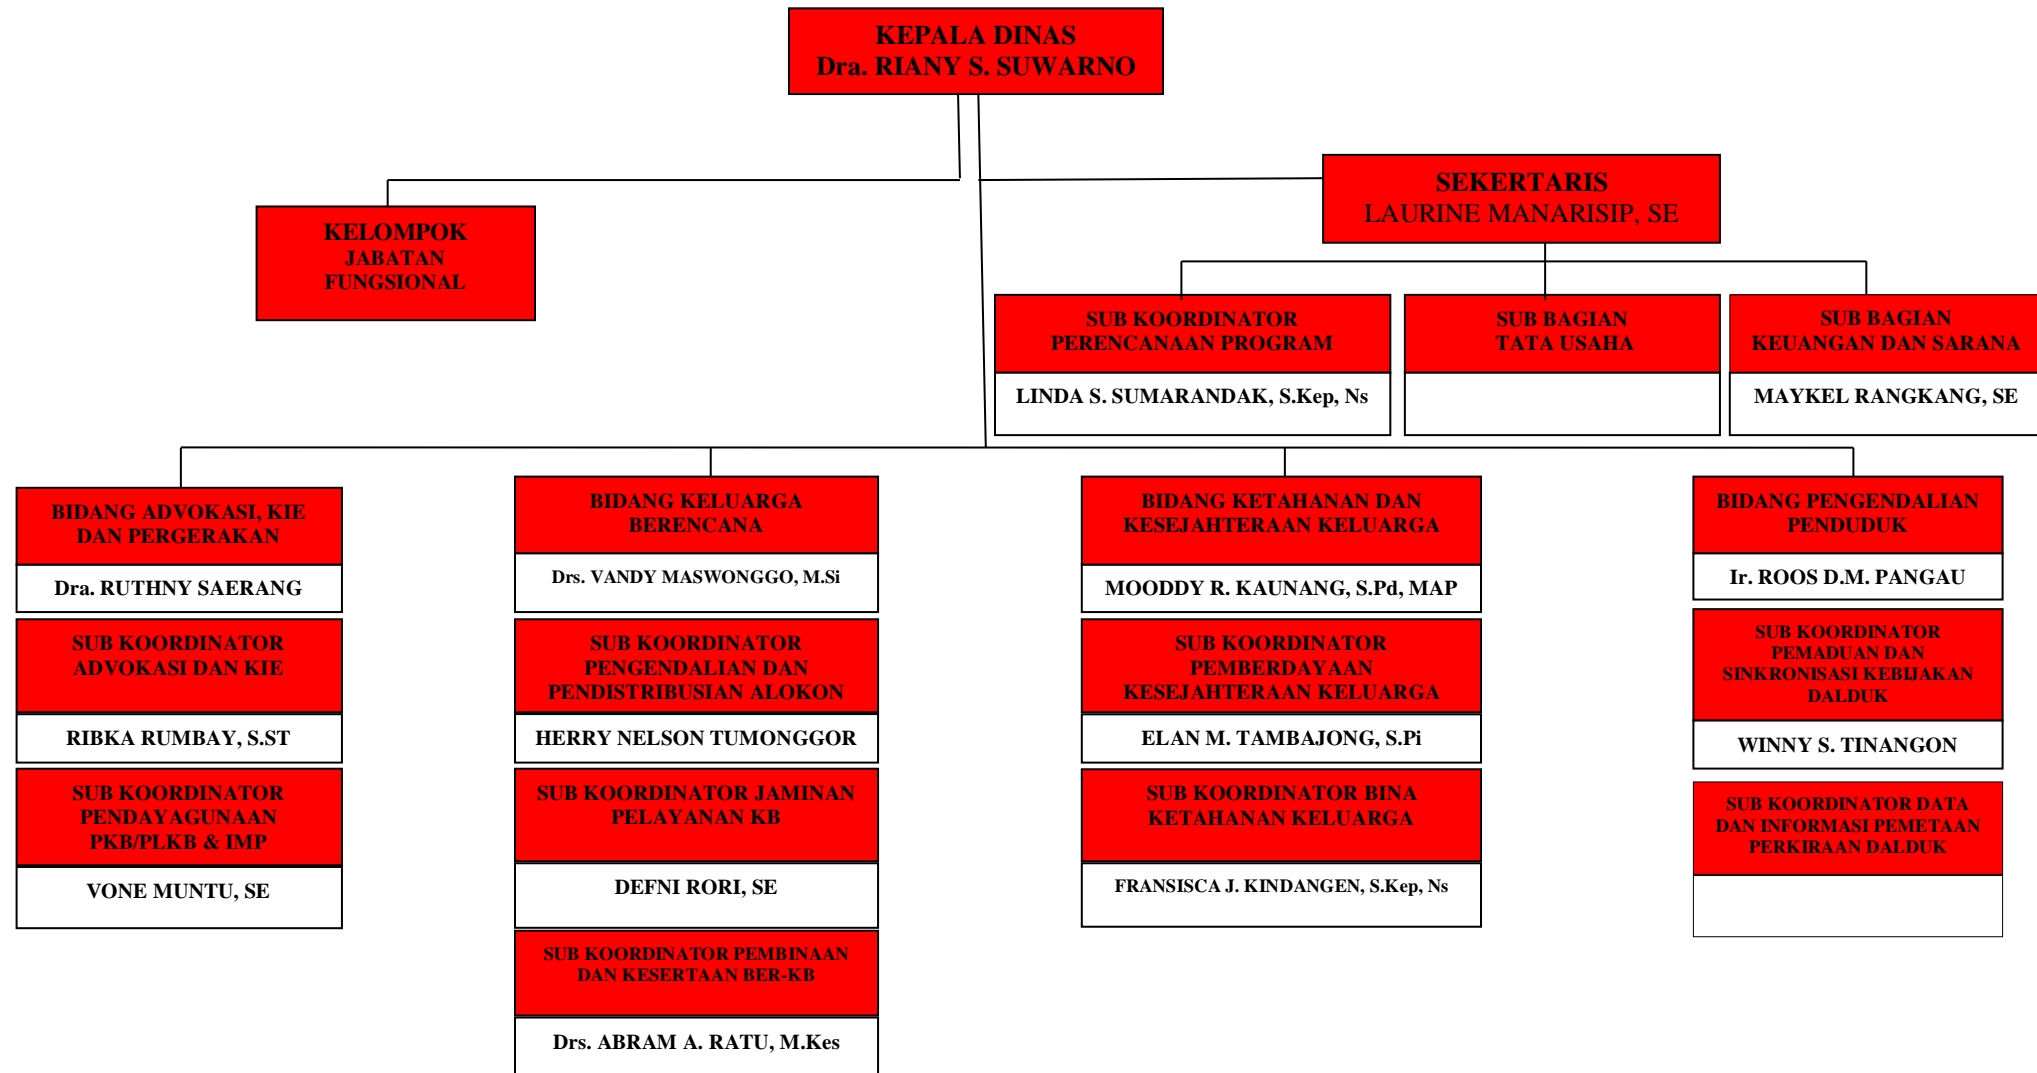 KEPALA DINAS
Dra. RIANY S. SUWARNO
SEKERTARIS
LAURINE MANARISIP, SE
KELOMPOK
JABATAN
FUNGSIONAL
SUB KOORDINATOR
PERENCANAAN PROGRAM
LINDA S. SUMARANDAK, S.Kep, Ns
SUB BAGIAN
TATA USAHA
SUB BAGIAN
KEUANGAN DAN SARANA
MAYKEL RANGKANG, SE
BIDANG ADVOKASI, KIE
DAN PERGERAKAN
Dra. RUTHNY SAERANG
SUB KOORDINATOR
ADVOKASI DAN KIE
RIBKA RUMBAY, S.ST
SUB KOORDINATOR
PENDAYAGUNAAN
PKB/PLKB & IMP
VONE MUNTU, SE
BIDANG KELUARGA
BERENCANA
Drs. VANDY MASWONGGO, M.Si
SUB KOORDINATOR
PENGENDALIAN DAN
PENDISTRIBUSIAN ALOKON
HERRY NELSON TUMONGGOR
SUB KOORDINATOR JAMINAN
PELAYANAN KB
DEFNI RORI, SE
SUB KOORDINATOR PEMBINAAN
DAN KESERTAAN BER-KB
Drs. ABRAM A. RATU, M.Kes
BIDANG KETAHANAN DAN
KESEJAHTERAAN KELUARGA
MOODDY R. KAUNANG, S.Pd, MAP
SUB KOORDINATOR
PEMBERDAYAAN
KESEJAHTERAAN KELUARGA
ELAN M. TAMBAJONG, S.Pi
SUB KOORDINATOR BINA
KETAHANAN KELUARGA
FRANSISCA J. KINDANGEN, S.Kep, Ns
BIDANG PENGENDALIAN
PENDUDUK
Ir. ROOS D.M. PANGAU
SUB KOORDINATOR
PEMADUAN DAN
SINKRONISASI KEBIJAKAN
DALDUK
WINNY S. TINANGON
SUB KOORDINATOR DATA
DAN INFORMASI PEMETAAN
PERKIRAAN DALDUK